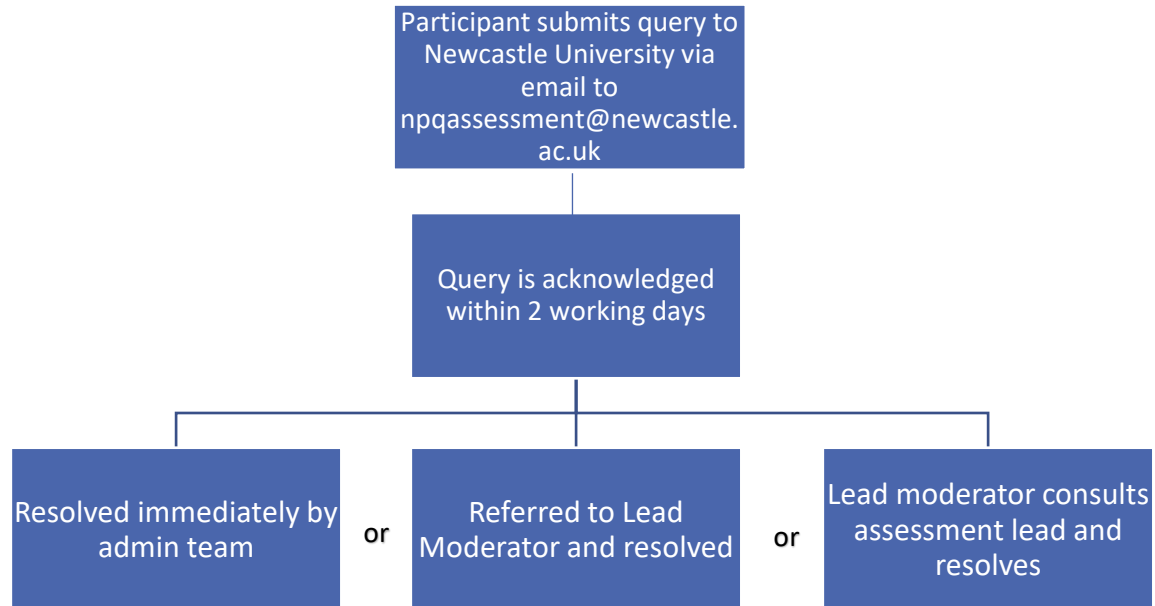 Participant submits query to
Newcastle University via
email to
npqassessment@newcastle.
ac.uk
Query is acknowledged
within 2 working days
Resolved immediately by
admin team
or
Referred to Lead
Moderator and resolved
or
Lead moderator consults
assessment lead and
resolves